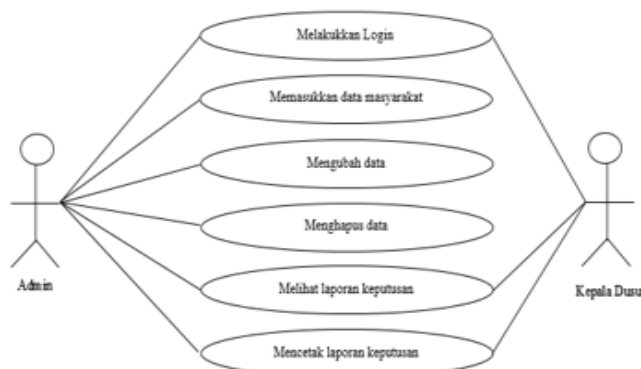 Melakukkan Login
Memasukkan data masyarakat
Mengubah data
Menghapus data
Admin
Melihat laporan keputusan
Kepala Dusu
Mencetak laporan keputusan